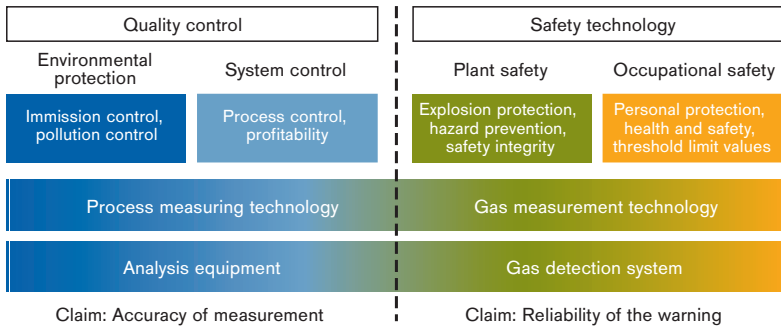 Quality control
Safety technology
Environmental
protection
System control
Plant safety
Occupational safety
Immission control,
pollution control
Process control,
profitability
Explosion protection,
hazard prevention,
safety integrity
Personal protection,
health and safety,
threshold limit values
Process measuring technology
Gas measurement technology
Analysis equipment
Gas detection system
Claim: Accuracy of measurement
Claim: Reliability of the warning